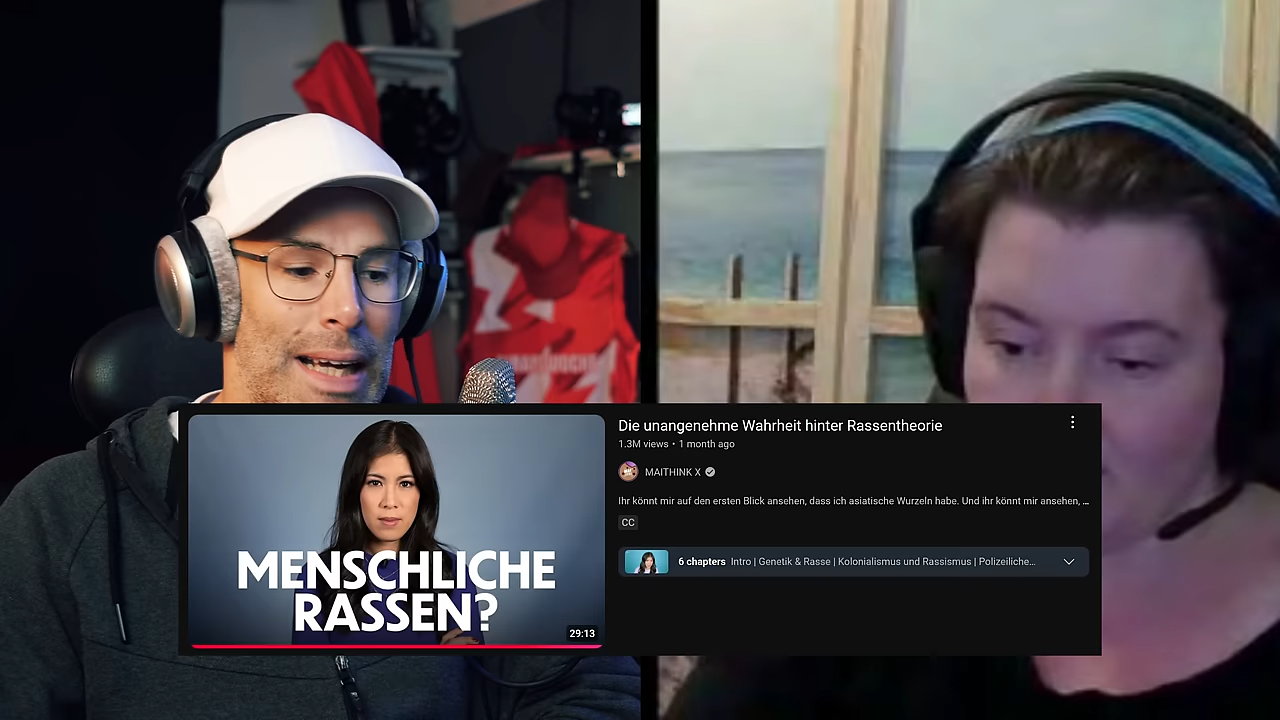 MENSCHLICHE
RASSEN?
29:13
Die unangenehme Wahrheit hinter Rassentheorie
1.3M views • 1 month ago
MAITHINK X
Ihr könnt mir auf den ersten Blick ansehen, dass ich asiatische Wurzeln habe. Und ihr könnt mir ansehen, ...
CC
6 chapters Intro | Genetik & Rasse | Kolonialismus und Rassismus | Polizeiliche...